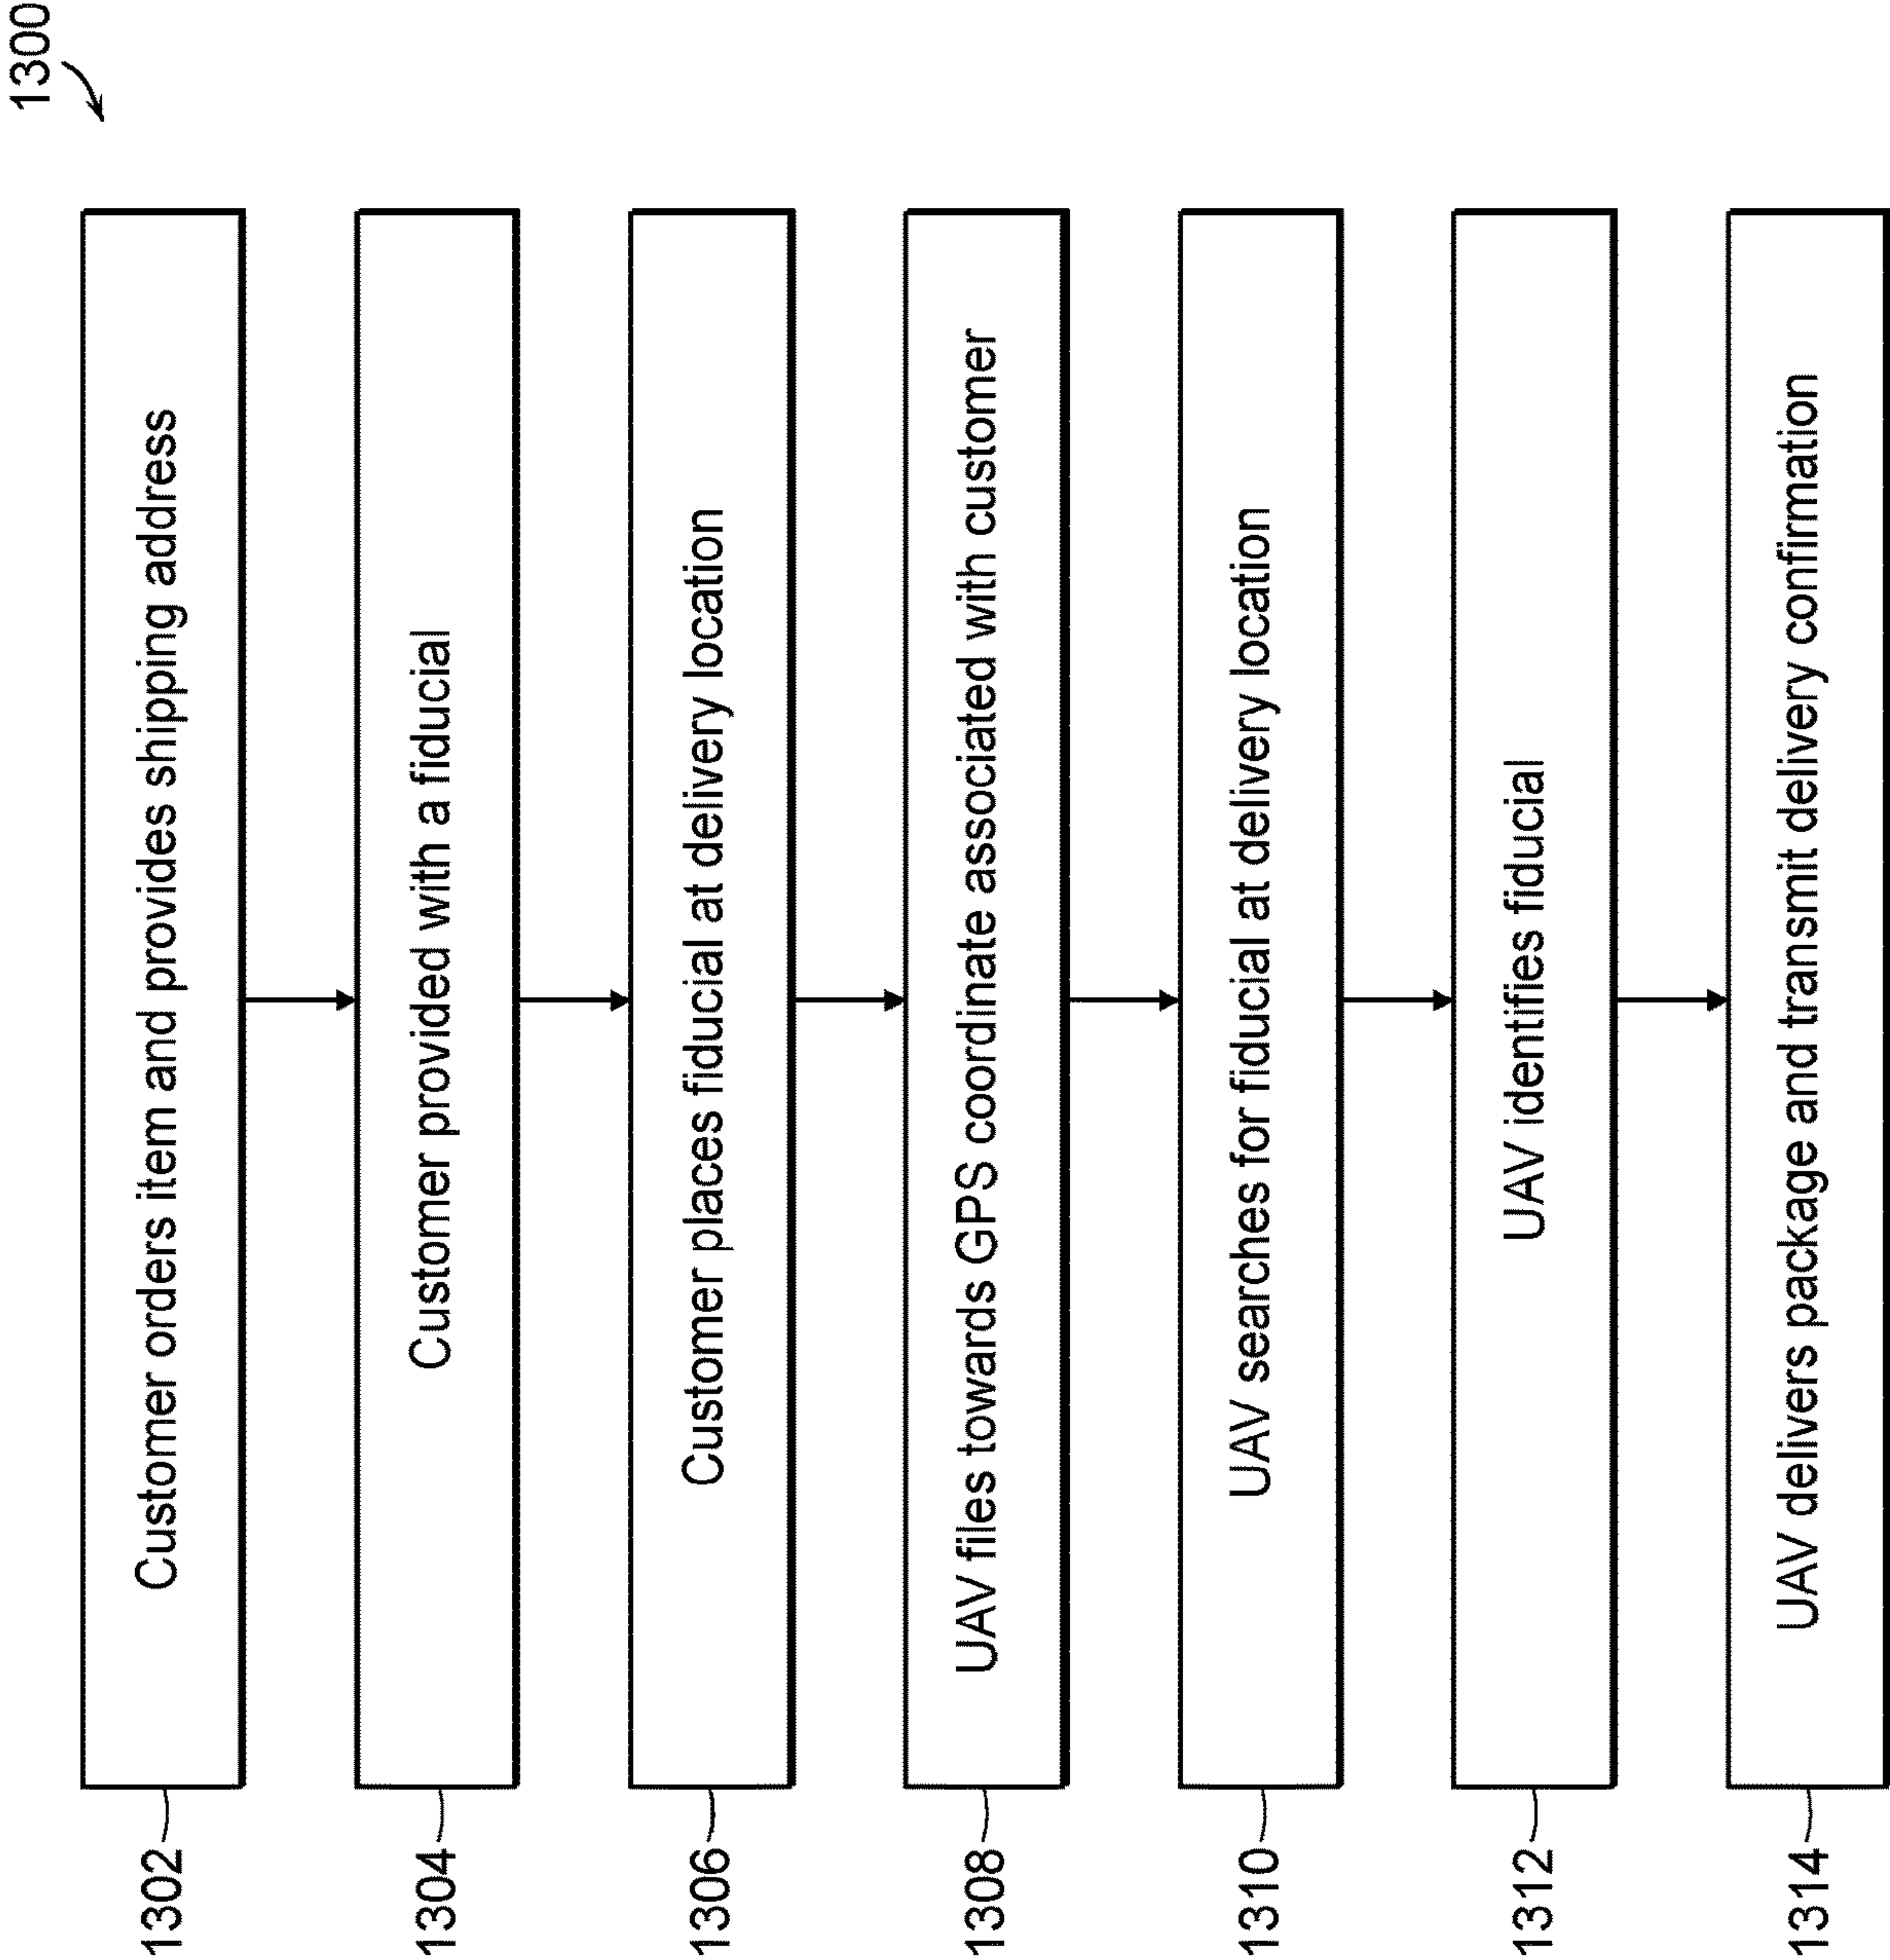 1300
1302
Customer orders item and provides shipping address
1304
Customer provided with a fiducial
1306
Customer places fiducial at delivery location
1308
UAV files towards GPS coordinate associated with customer
1310
UAV searches for fiducial at delivery location
1312
UAV identifies fiducial
1314
UAV delivers package and transmit delivery confirmation